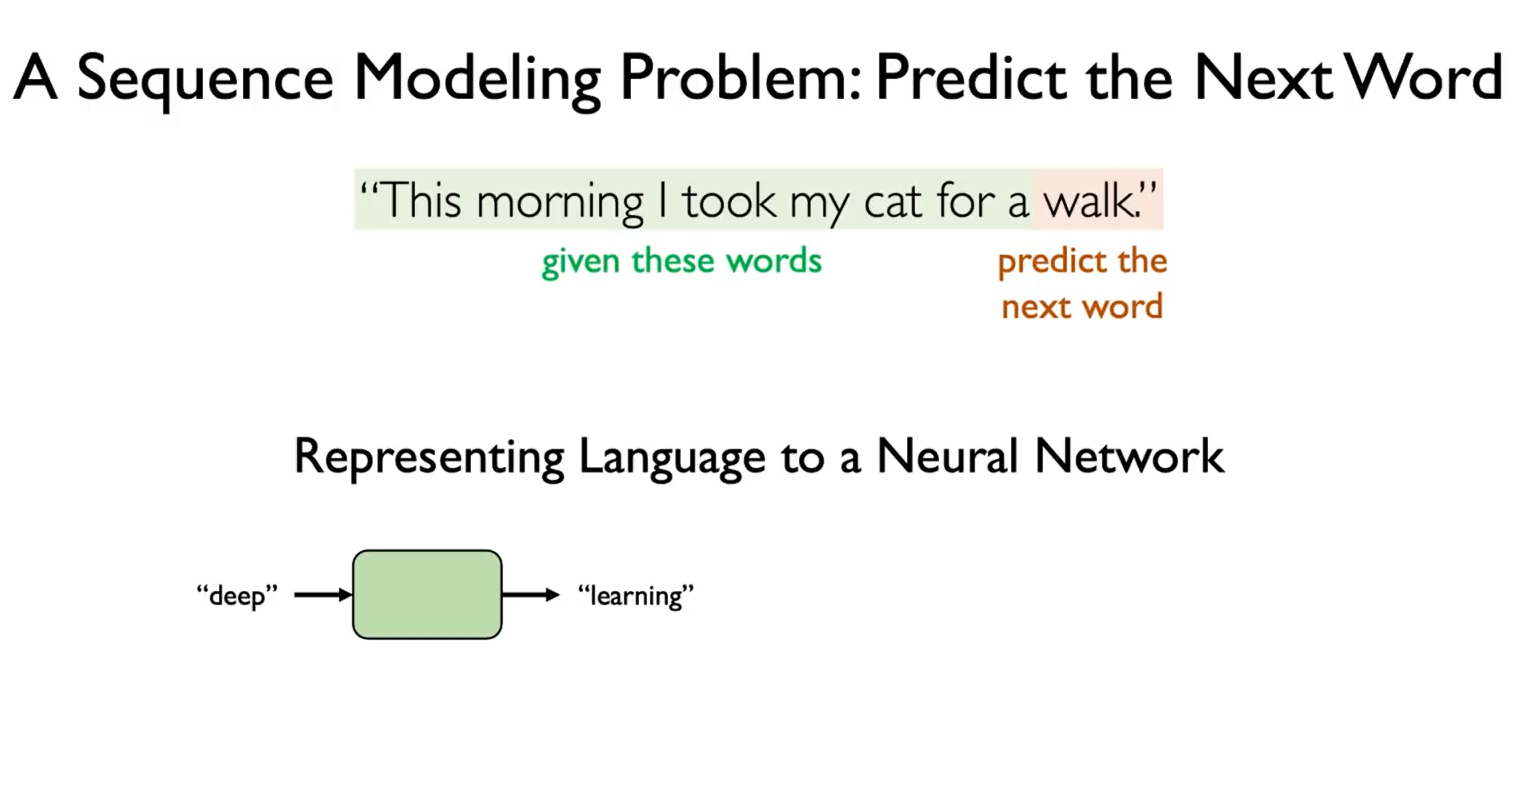 A Sequence Modeling Problem: Predict the Next Word
“This morning I took my cat for a walk.”
given these words
predict the
next word
Representing Language to a Neural Network
“deep”
“learning”